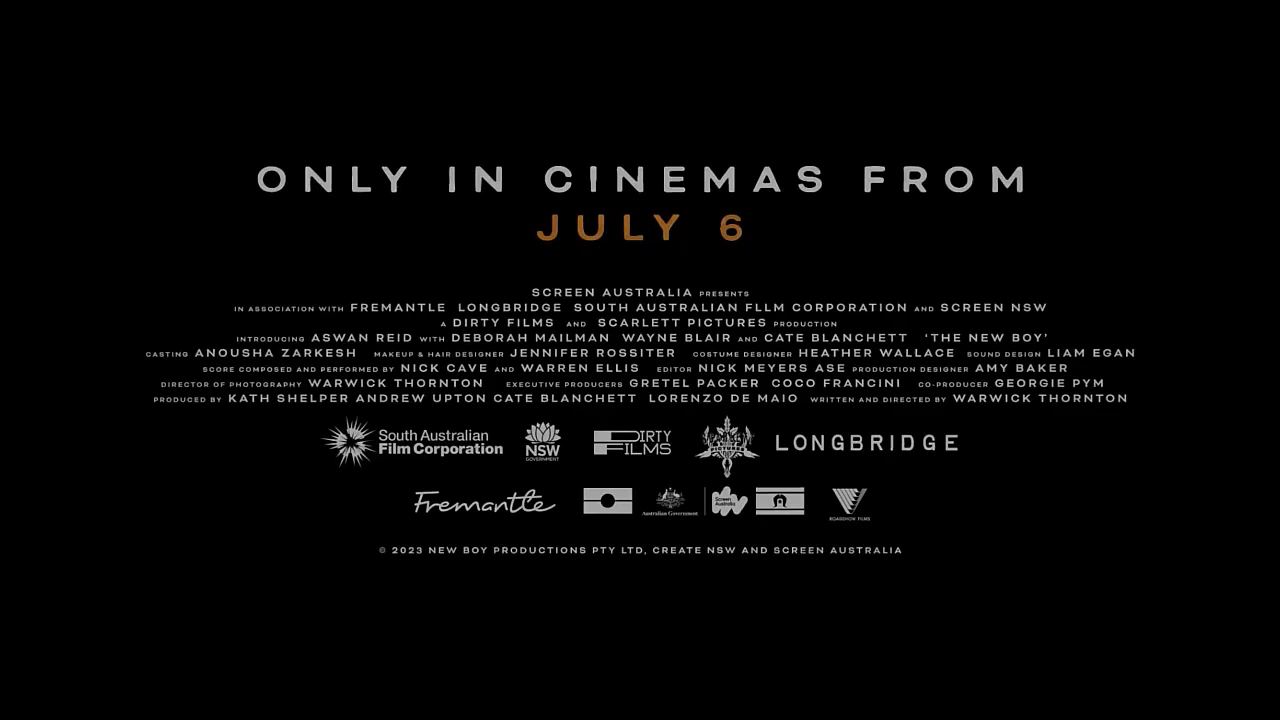 ONLY IN CINEMAS FROM
JULY 6
SCREEN AUSTRALIA PRESENTS
IN ASSOCIATION WITH FREMANTLE LONGBRIDGE SOUTH AUSTRALIAN FLLM CORPORATION AND SCREEN NSW
A DIRTY FILMS AND SCARLETT PICTURES PRODUCTION
INTRODUCING ASWAN REID WITH DEBORAH MAILMAN WAYNE BLAIR AND CATE BLANCHETT ‘THE NEW BOY’
CASTING ANOUSHA ZARKESH MAKEUP & HAIR DESIGNER JENNIFER ROSSITER COSTUME DESIGNER HEATHER WALLACE SOUND DESIGN LIAM EGAN
SCORE COMPOSED AND PERFORMED BY NICK CAVE AND WARREN ELLIS EDITOR NICK MEYERS ASE PRODUCTION DESIGNER AMY BAKER
DIRECTOR OF PHOTOGRAPHY WARWICK THORNTON EXECUTIVE PRODUCERS GRETEL PACKER COCO FRANCINI CO-PRODUCER GEORGIE PYM
PRODUCED BY KATH SHELPER ANDREW UPTON CATE BLANCHETT LORENZO DE MAIO WRITTEN AND DIRECTED BY WARWICK THORNTON
South Australian
Film Corporation
NSW
GOVERNMENT
DIRTY
FILMS
LONGBRIDGE
Fremantle
Australian Government
Screen
Australia
ROADSHOW FILMS
© 2023 NEW BOY PRODUCTIONS PTY LTD, CREATE NSW AND SCREEN AUSTRALIA